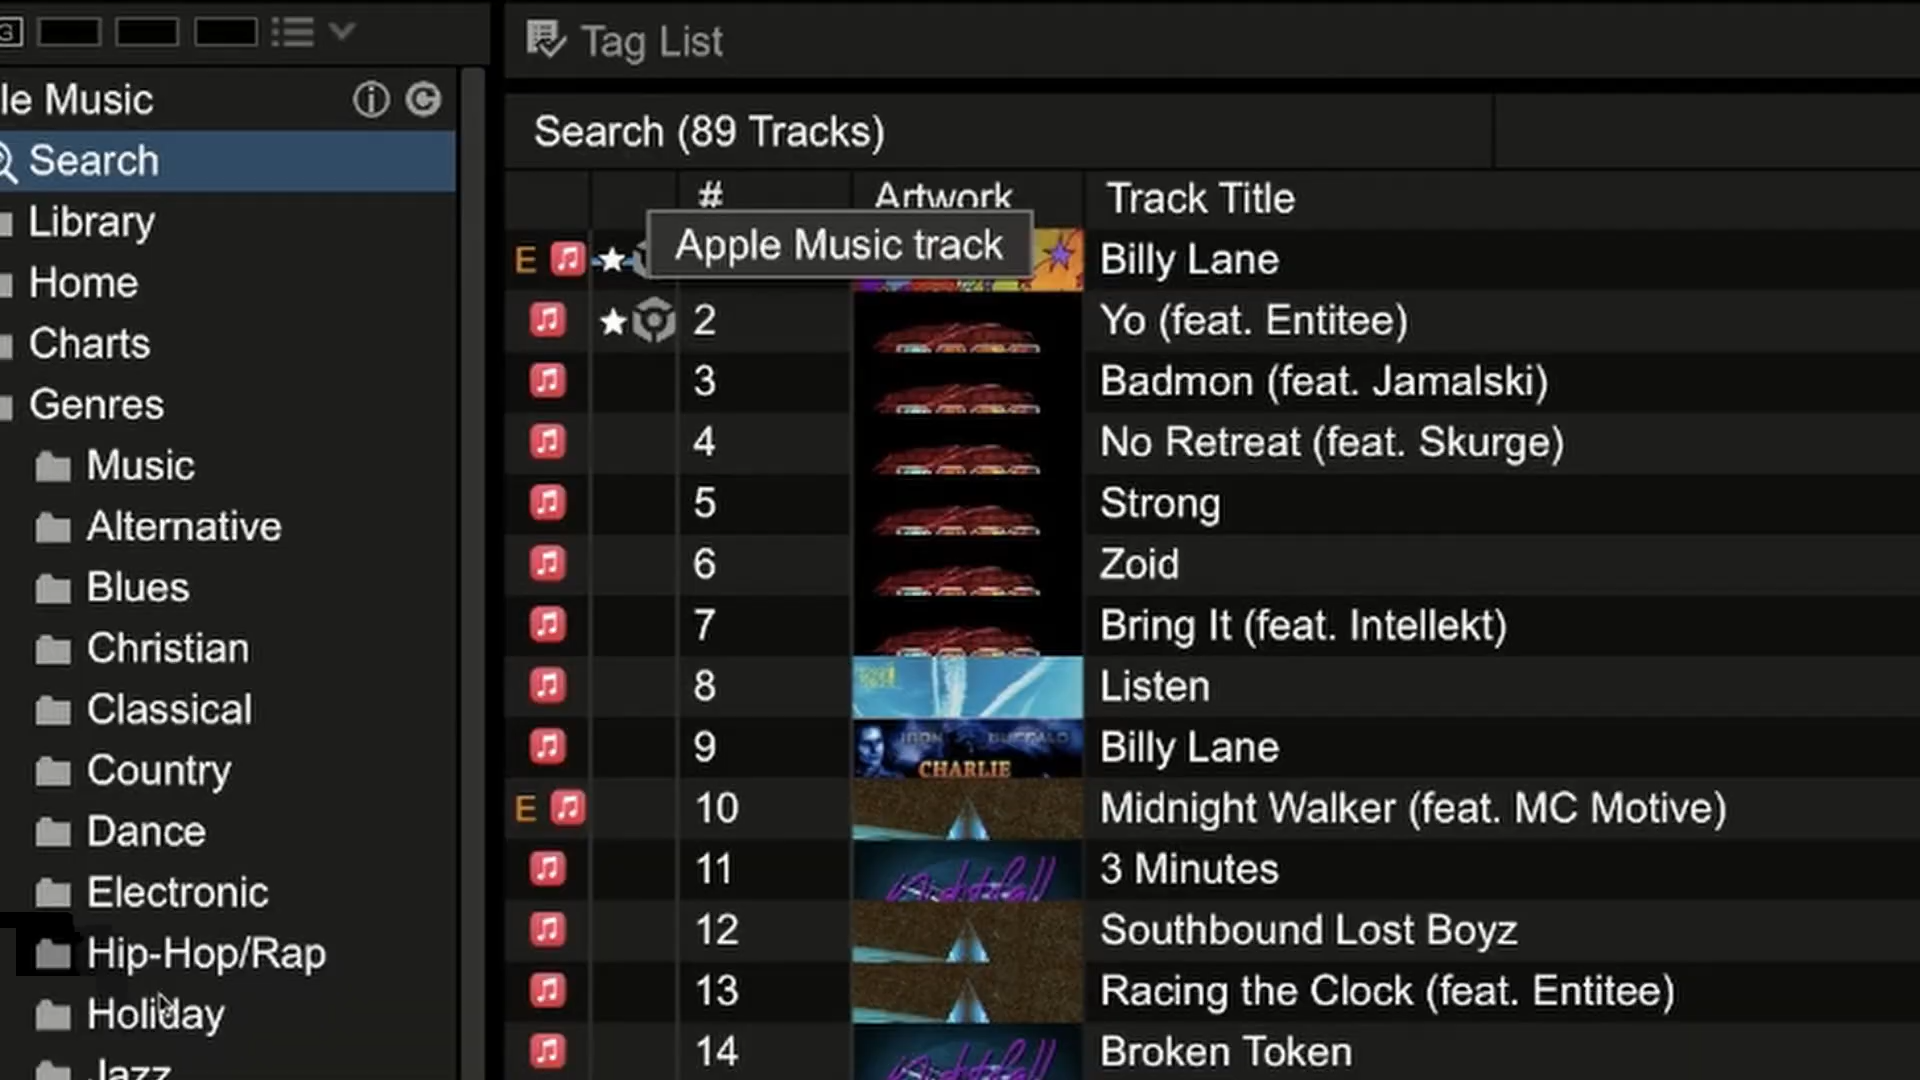 Tag List
le Music
Search
Library
Home
Charts
Genres
Music
Alternative
Blues
Christian
Classical
Country
Dance
Electronic
Hip-Hop/Rap
Holiday
Jazz
Search (89 Tracks)
# Artwork Track Title
Apple Music track
E Billy Lane
2 Yo (feat. Entitee)
3 Badmon (feat. Jamalski)
4 No Retreat (feat. Skurge)
5 Strong
6 Zoid
7 Bring It (feat. Intellekt)
8 Listen
9 IRON BUFFALO CHARLIE Billy Lane
E 10 Midnight Walker (feat. MC Motive)
11 3 Minutes
12 Southbound Lost Boyz
13 Racing the Clock (feat. Entitee)
14 Broken Token